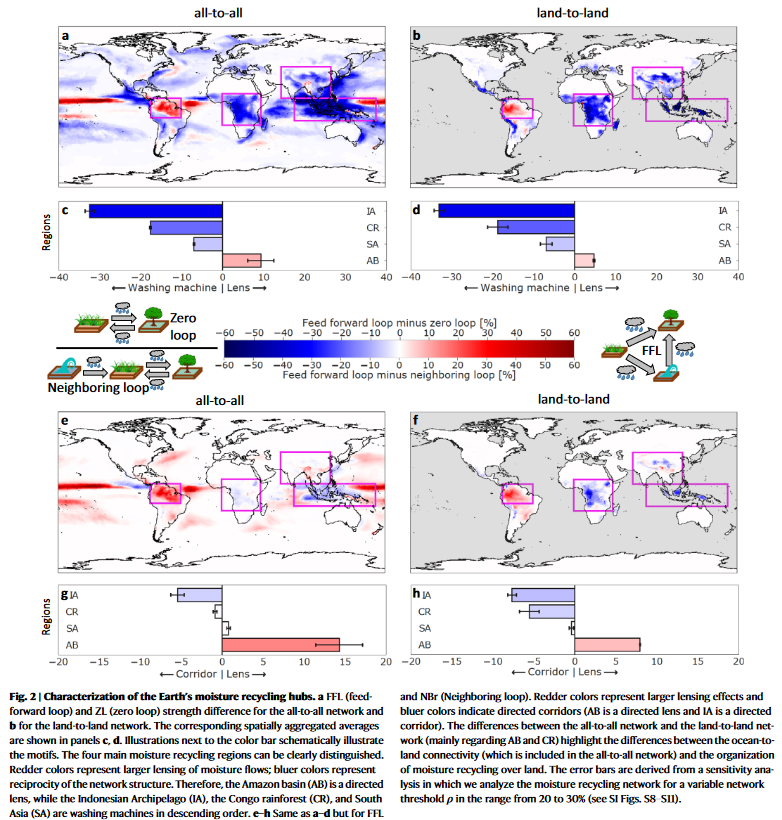 all-to-all
land-to-land
a
b
c
IA
CR
SA
AB
Regions
−40 −30 −20 −10 0 10 20 30 40
← Washing machine | Lens →
d
IA
CR
SA
AB
−40 −30 −20 −10 0 10 20 30 40
← Washing machine | Lens →
Zero
loop
Neighboring loop
Feed forward loop minus zero loop [%]
−60 −50 −40 −30 −20 −10 0 10 20 30 40 50 60
−60 −50 −40 −30 −20 −10 0 10 20 30 40 50 60
Feed forward loop minus neighboring loop [%]
FFL
all-to-all
land-to-land
e
f
g
IA
CR
SA
AB
Regions
−20 −15 −10 −5 0 5 10 15 20
← Corridor | Lens →
h
IA
CR
SA
AB
−20 −15 −10 −5 0 5 10 15 20
← Corridor | Lens →
Fig. 2 | Characterization of the Earth’s moisture recycling hubs. a FFL (feed-
forward loop) and ZL (zero loop) strength difference for the all-to-all network and
b for the land-to-land network. The corresponding spatially aggregated averages
are shown in panels c, d. Illustrations next to the color bar schematically illustrate
the motifs. The four main moisture recycling regions can be clearly distinguished.
Redder colors represent larger lensing of moisture flows; bluer colors represent
reciprocity of the network structure. Therefore, the Amazon basin (AB) is a directed
lens, while the Indonesian Archipelago (IA), the Congo rainforest (CR), and South
Asia (SA) are washing machines in descending order. e–h Same as a–d but for FFL
and NBr (Neighboring loop). Redder colors represent larger lensing effects and
bluer colors indicate directed corridors (AB is a directed lens and IA is a directed
corridor). The differences between the all-to-all network and the land-to-land net-
work (mainly regarding AB and CR) highlight the differences between the ocean-to-
land connectivity (which is included in the all-to-all network) and the organization
of moisture recycling over land. The error bars are derived from a sensitivity ana-
lysis in which we analyze the moisture recycling network for a variable network
threshold ρ in the range from 20 to 30% (see SI Figs. S8–S11).